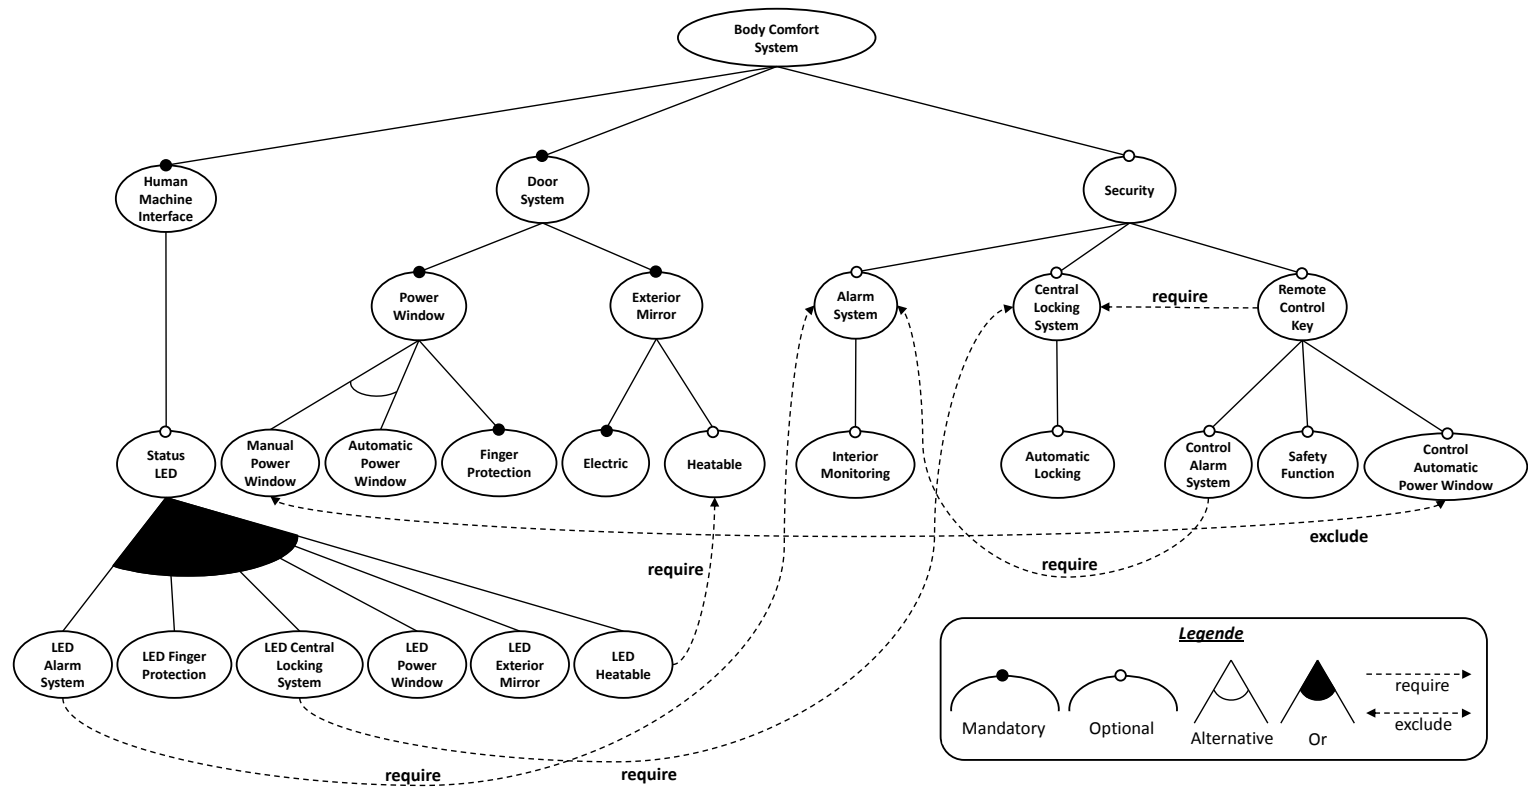 Body Comfort
System
Human
Machine
Interface
Door
System
Security
Power
Window
Exterior
Mirror
Alarm
System
Central
Locking
System
require
Remote
Control
Key
Status
LED
Manual
Power
Window
Automatic
Power
Window
Finger
Protection
Electric
Heatable
Interior
Monitoring
Automatic
Locking
Control
Alarm
System
Safety
Function
Control
Automatic
Power Window
exclude
require
require
LED
Alarm
System
LED Finger
Protection
LED Central
Locking
System
LED
Power
Window
LED
Exterior
Mirror
LED
Heatable
require
require
Legende
Mandatory
Optional
Alternative
Or
require
exclude